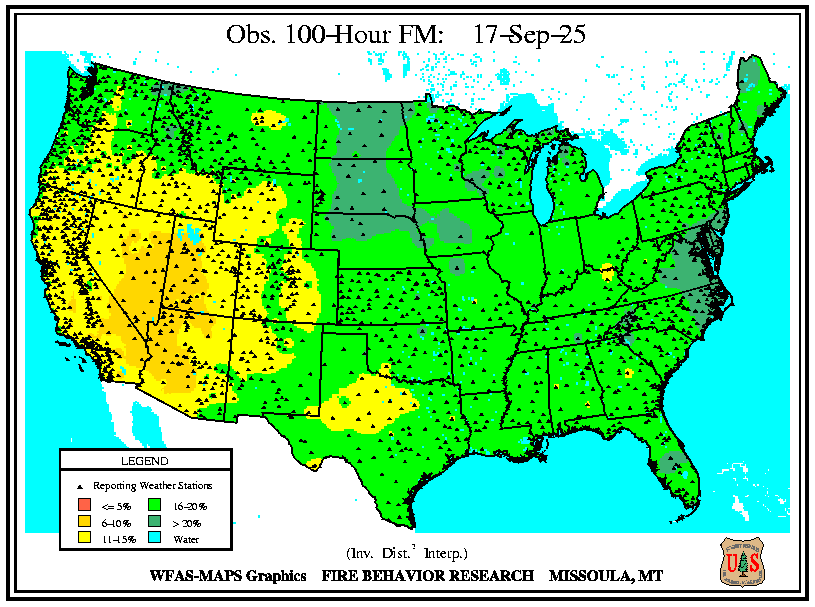 Obs. 100-Hour FM: 17-Sep-25
LEGEND
Reporting Weather Stations
<= 5% 16-20%
6-10% > 20%
11-15% Water
(Inv. Dist.² Interp.)
WFAS-MAPS Graphics FIRE BEHAVIOR RESEARCH MISSOULA, MT
U S